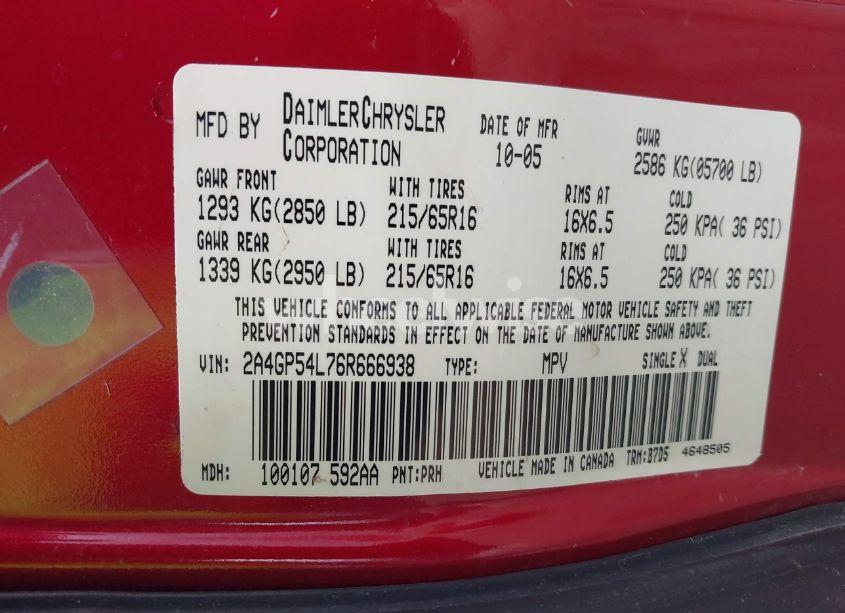 MFD BY DAIMLERCHRYSLER CORPORATION DATE OF MFR 10-05 GVWR 2586 KG(05700 LB)
GAWR FRONT WITH TIRES RIMS AT COLD
1293 KG(2850 LB) 215/65R16 16X6.5 250 KPA( 36 PSI)
GAWR REAR WITH TIRES RIMS AT COLD
1339 KG(2950 LB) 215/65R16 16X6.5 250 KPA( 36 PSI)
THIS VEHICLE CONFORMS TO ALL APPLICABLE FEDERAL MOTOR VEHICLE SAFETY AND THEFT
PREVENTION STANDARDS IN EFFECT ON THE DATE OF MANUFACTURE SHOWN ABOVE.
VIN: 2A4GP54L76R666938 TYPE: MPV SINGLE X DUAL
MDH: 100107 592AA PNT:PRH VEHICLE MADE IN CANADA TRM:B7D5 4648505